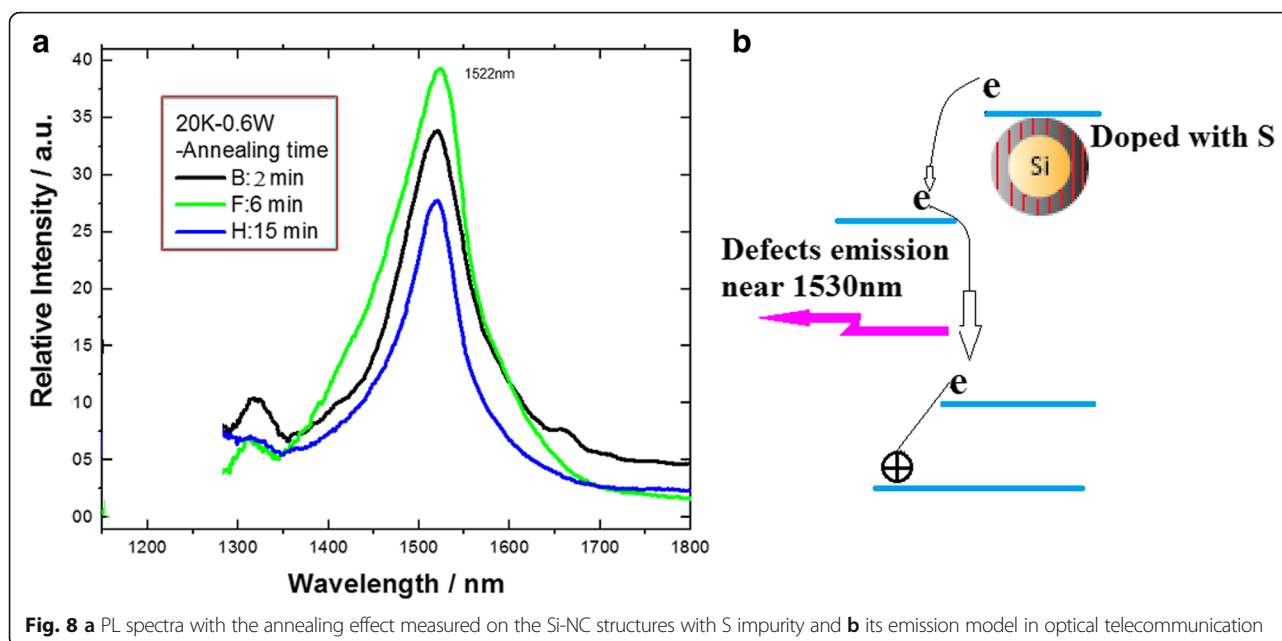 a
b
40
35
30
25
20
15
10
05
00
Relative Intensity / a.u.
1522nm
20K-0.6W
-Annealing time
B:2 min
F:6 min
H:15 min
1200 1300 1400 1500 1600 1700 1800
Wavelength / nm
e
Doped with S
Si
e
Defects emission
near 1530nm
e
Fig. 8 a PL spectra with the annealing effect measured on the Si-NC structures with S impurity and b its emission model in optical telecommunication